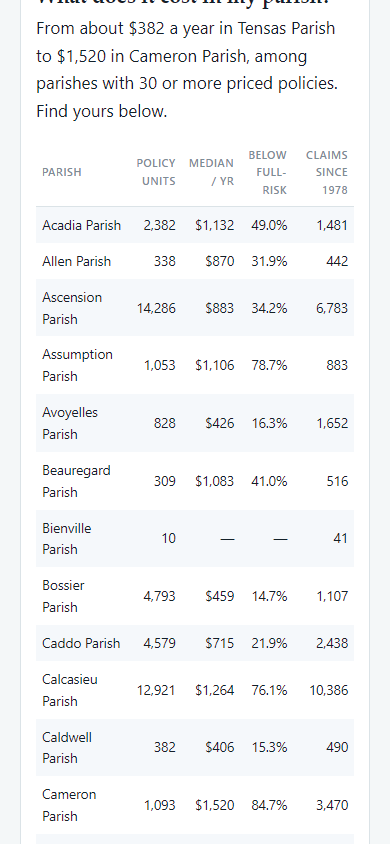 From about $382 a year in Tensas Parish
to $1,520 in Cameron Parish, among
parishes with 30 or more priced policies.
Find yours below.
PARISH POLICY UNITS MEDIAN / YR BELOW FULL-RISK CLAIMS SINCE 1978
Acadia Parish 2,382 $1,132 49.0% 1,481
Allen Parish 338 $870 31.9% 442
Ascension Parish 14,286 $883 34.2% 6,783
Assumption Parish 1,053 $1,106 78.7% 883
Avoyelles Parish 828 $426 16.3% 1,652
Beauregard Parish 309 $1,083 41.0% 516
Bienville Parish 10 — — 41
Bossier Parish 4,793 $459 14.7% 1,107
Caddo Parish 4,579 $715 21.9% 2,438
Calcasieu Parish 12,921 $1,264 76.1% 10,386
Caldwell Parish 382 $406 15.3% 490
Cameron Parish 1,093 $1,520 84.7% 3,470